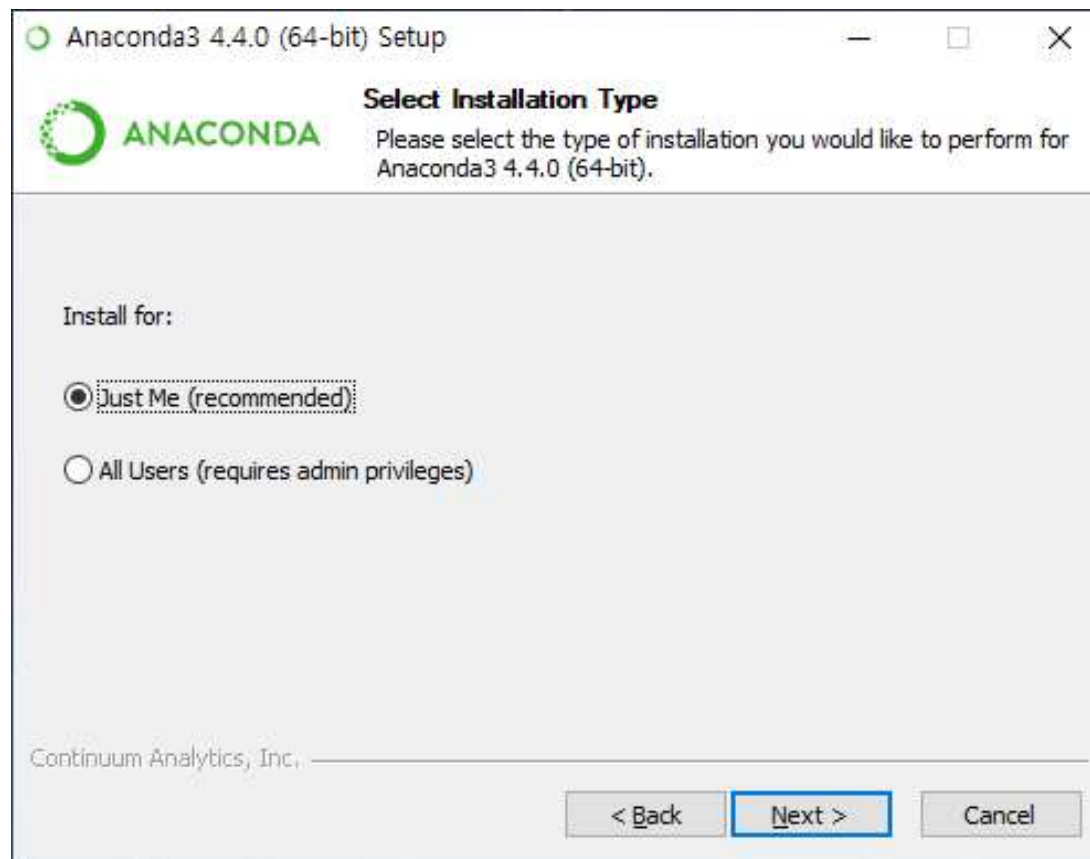 Anaconda3 4.4.0 (64-bit) Setup
ANACONDA
Select Installation Type
Please select the type of installation you would like to perform for
Anaconda3 4.4.0 (64-bit).
Install for:
Just Me (recommended)
All Users (requires admin privileges)
Continuum Analytics, Inc.
< Back
Next >
Cancel